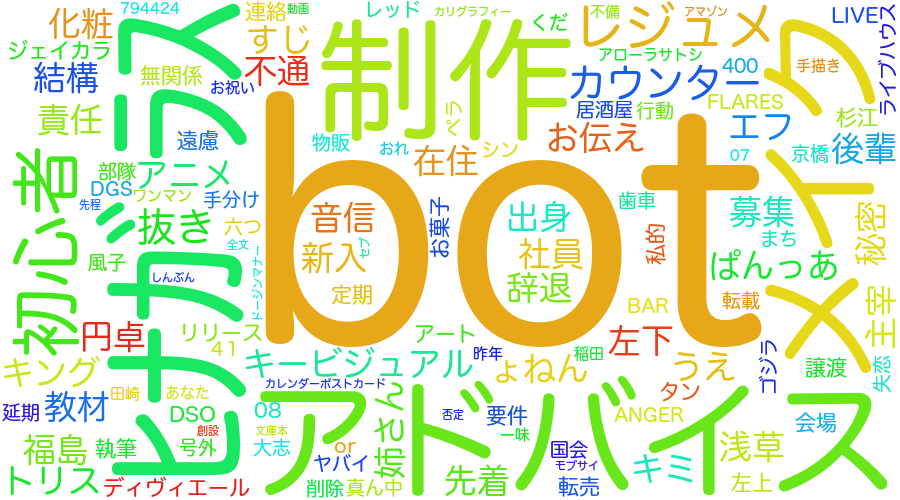 bot
制作
アドバイス
ヒナガラス
メイク
初心者
化粧
794424
連絡
動画
カリグラフィー
レッド
すじ
くだ
不備
アマゾン
レジュメ
LIVE
ライブハウス
ジェイカラ
無関係
お祝い
不通
結構
責任
遠慮
アローラサトシ
カウンター
400
手描き
FLARES
居酒屋
行動
ベラ
杉江
物販
おれ
在住
シン
お伝え
エフ
07
京橋
後輩
部隊
アニメ
DGS
ワンマン
先程
手分け
抜き
六つ
全文
音信
お菓子
出身
歯車
募集
まち
秘密
新入
セブ
社員
私的
ぱんっあ
風子
しんぶん
ドージンマナー
定期
辞退
BAR
転載
主宰
円卓
リリース
41
アート
左下
キング
キービジュアル
昨年
稲田
ょねん
うえ
ゴジラ
譲渡
失恋
カレンダーポストカード
タン
延期
教材
田崎
あなた
DSO
創設
08
文庫本
姉さん
否定
要件
一味
ANGER
会場
福島
執筆
号外
大志
or
ヤバイ
国会
モブサイ
キミ
浅草
トリス
ディヴィエール
削除
真ん中
先着
転売
左上